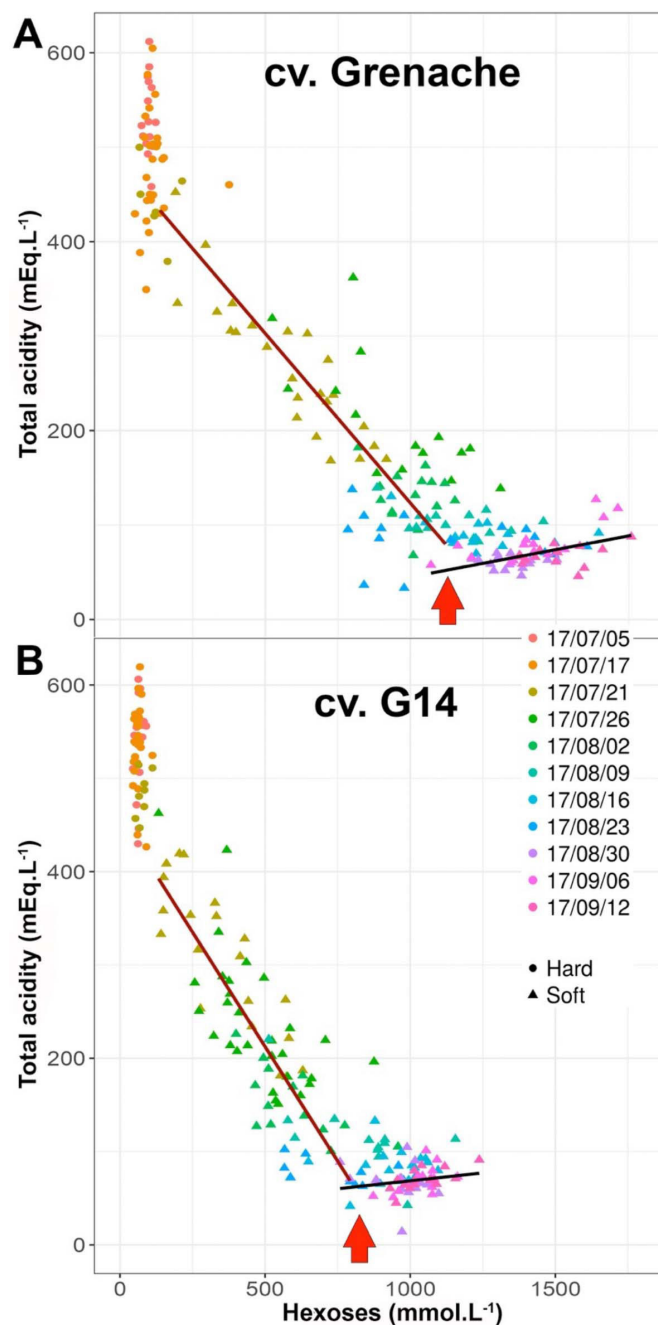 A
cv. Grenache
600
400
200
0
Total acidity (mEq.L⁻¹)
B
cv. G14
600
400
200
0
Total acidity (mEq.L⁻¹)
17/07/05
17/07/17
17/07/21
17/07/26
17/08/02
17/08/09
17/08/16
17/08/23
17/08/30
17/09/06
17/09/12
Hard
Soft
0 500 1000 1500
Hexoses (mmol.L⁻¹)